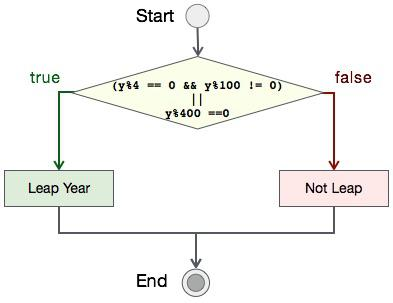 Start
true
false
(y%4 == 0 && y%100 != 0)
||
y%400 ==0
Leap Year
Not Leap
End